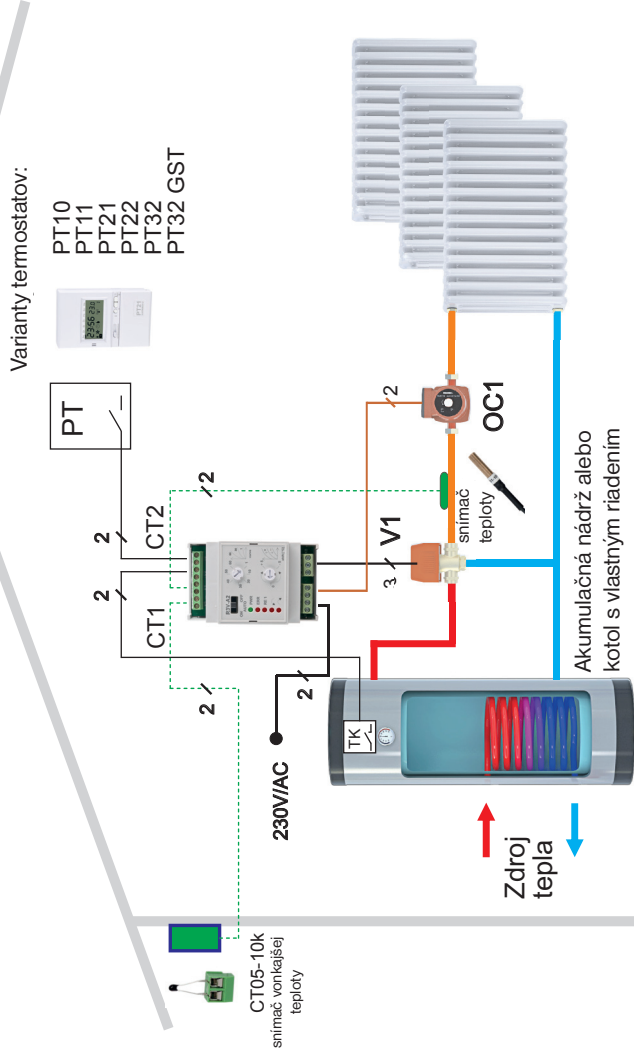 Varianty termostatov:
PT10
PT11
PT21
PT22
PT32
PT32 GST
PT
2
2
CT1
CT2
2
2
2
2
3
V1
OC1
snímač
teploty
230V/AC
TK
Zdroj
tepla
Akumulačná nádrž alebo
kotol s vlastným riadením
CT05-10k
snímač vonkajšej
teploty